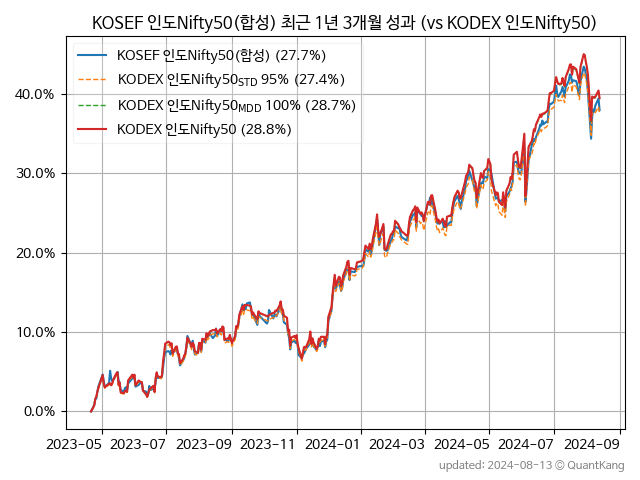 KOSEF 인도Nifty50(합성) 최근 1년 3개월 성과 (vs KODEX 인도Nifty50)
KOSEF 인도Nifty50(합성) (27.7%)
KODEX 인도Nifty50STD 95% (27.4%)
KODEX 인도Nifty50MDD 100% (28.7%)
KODEX 인도Nifty50 (28.8%)
40.0%
30.0%
20.0%
10.0%
0.0%
2023-05 2023-07 2023-09 2023-11 2024-01 2024-03 2024-05 2024-07 2024-09
updated: 2024-08-13 © QuantKang